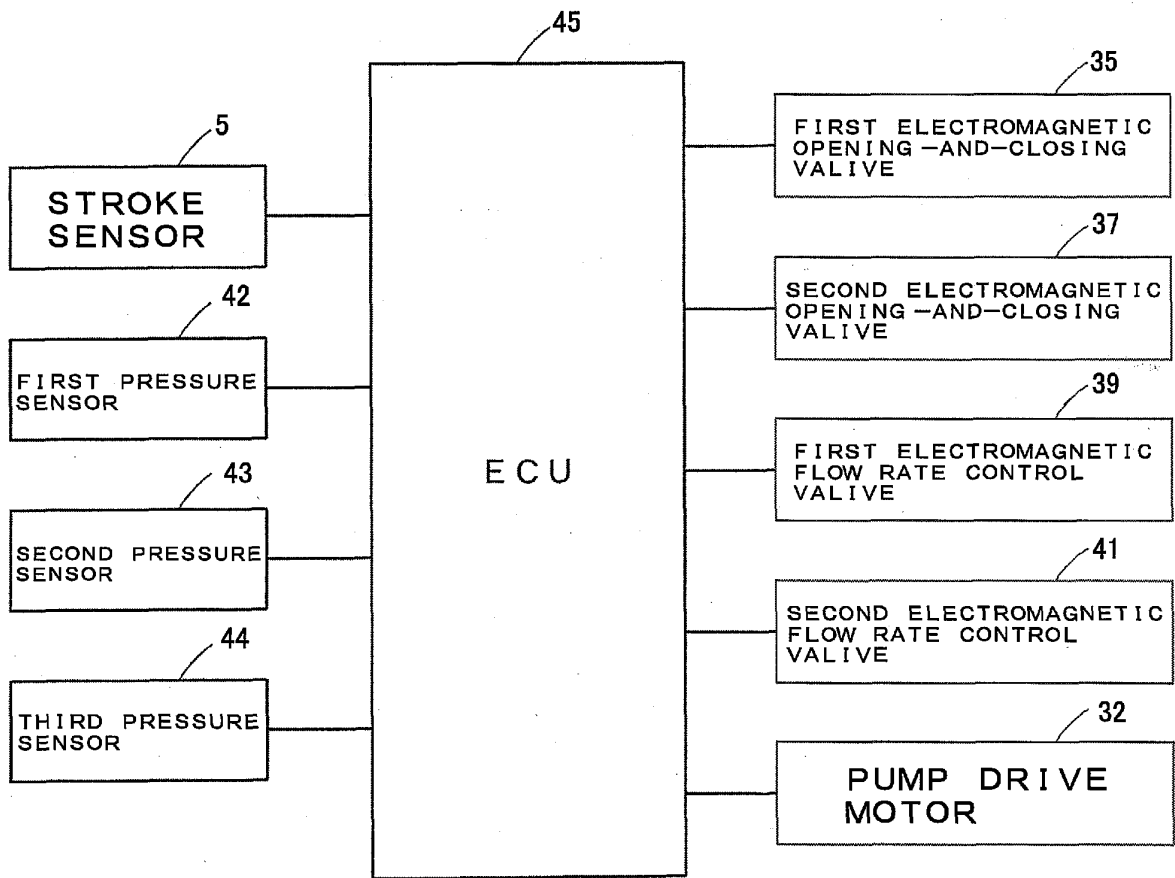 45
5
STROKE
SENSOR
42
FIRST PRESSURE
SENSOR
43
SECOND PRESSURE
SENSOR
44
THIRD PRESSURE
SENSOR
ECU
35
FIRST ELECTROMAGNETIC
OPENING-AND-CLOSING
VALIVE
37
SECOND ELECTROMAGNETIC
OPENING-AND-CLOSING
VALIVE
39
FIRST ELECTROMAGNETIC
FLOW RATE CONTROL
VALIVE
41
SECOND ELECTROMAGNETIC
FLOW RATE CONTROL
VALIVE
32
PUMP DRIVE
MOTOR